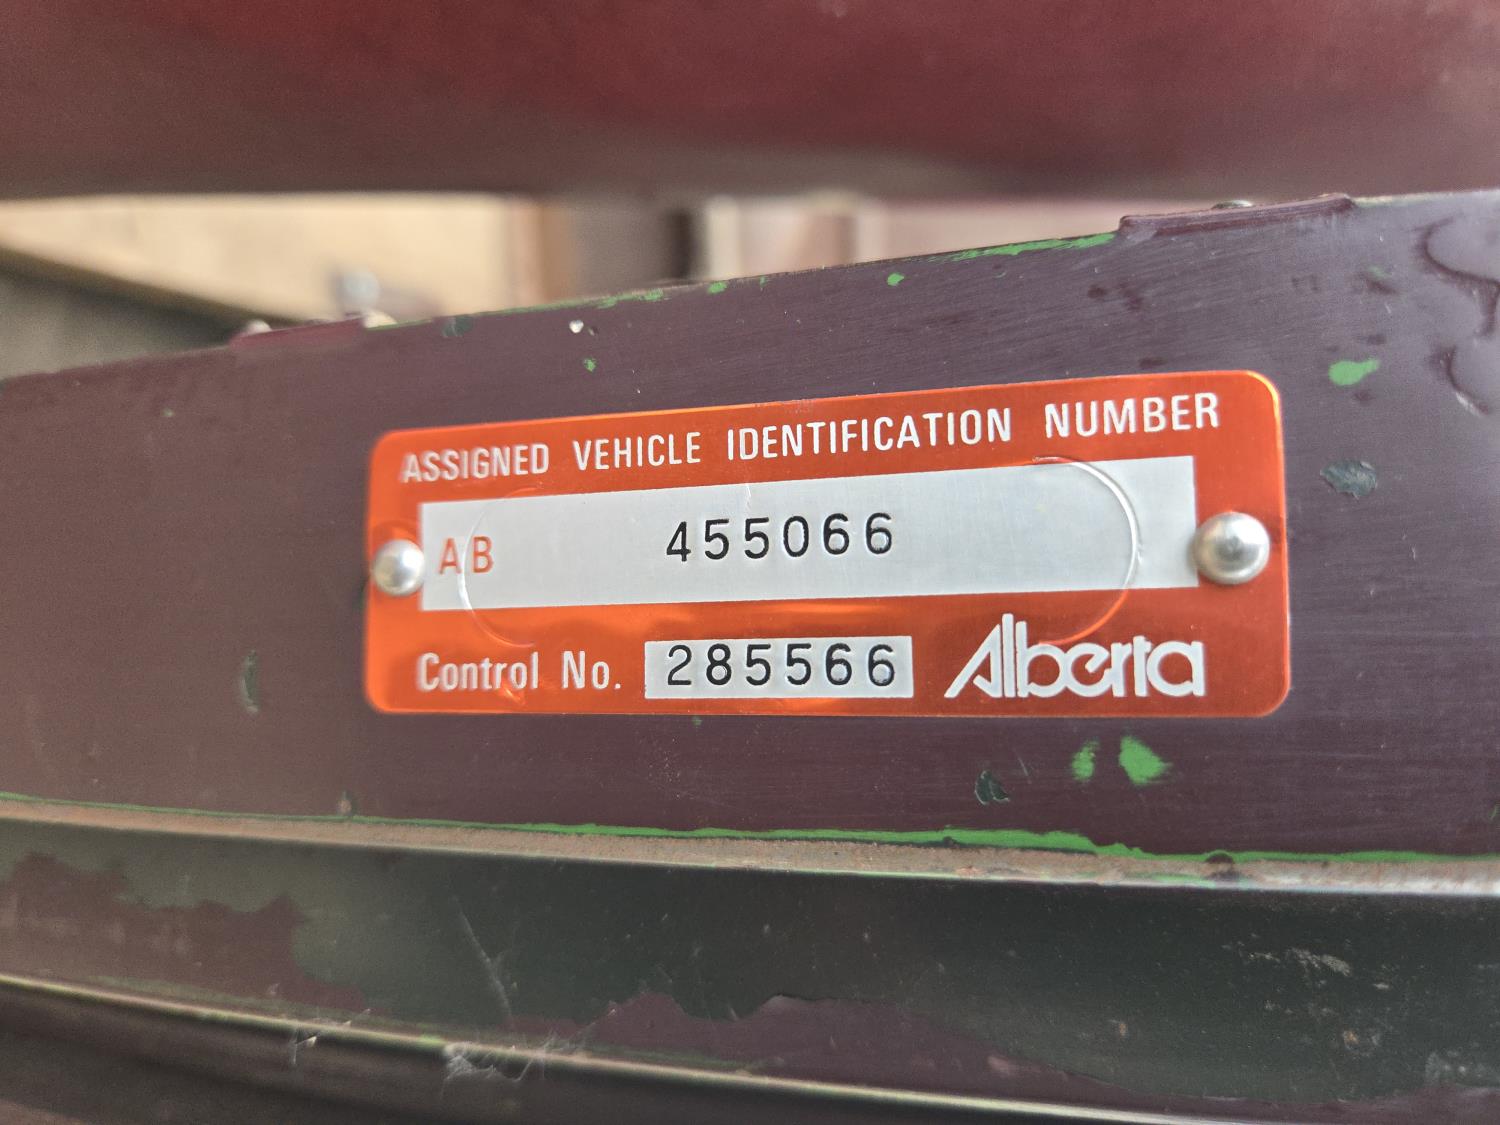 ASSIGNED VEHICLE IDENTIFICATION NUMBER
AB 455066
Control No. 285566 Alberta